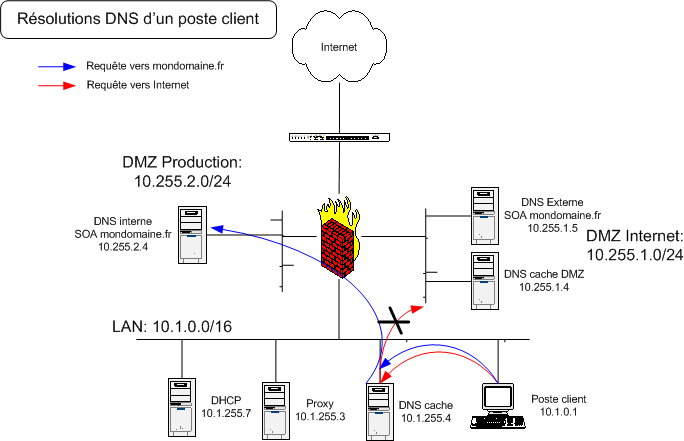 Résolutions DNS d'un poste client
Requête vers mondomaine.fr
Requête vers Internet
Internet
DMZ Production:
10.255.2.0/24
DNS interne
SOA mondomaine.fr
10.255.2.4
DNS Externe
SOA mondomaine.fr
10.255.1.5
DMZ Internet:
10.255.1.0/24
DNS cache DMZ
10.255.1.4
LAN: 10.1.0.0/16
DHCP
10.1.255.7
Proxy
10.1.255.3
DNS cache
10.1.255.4
Poste client
10.1.0.1